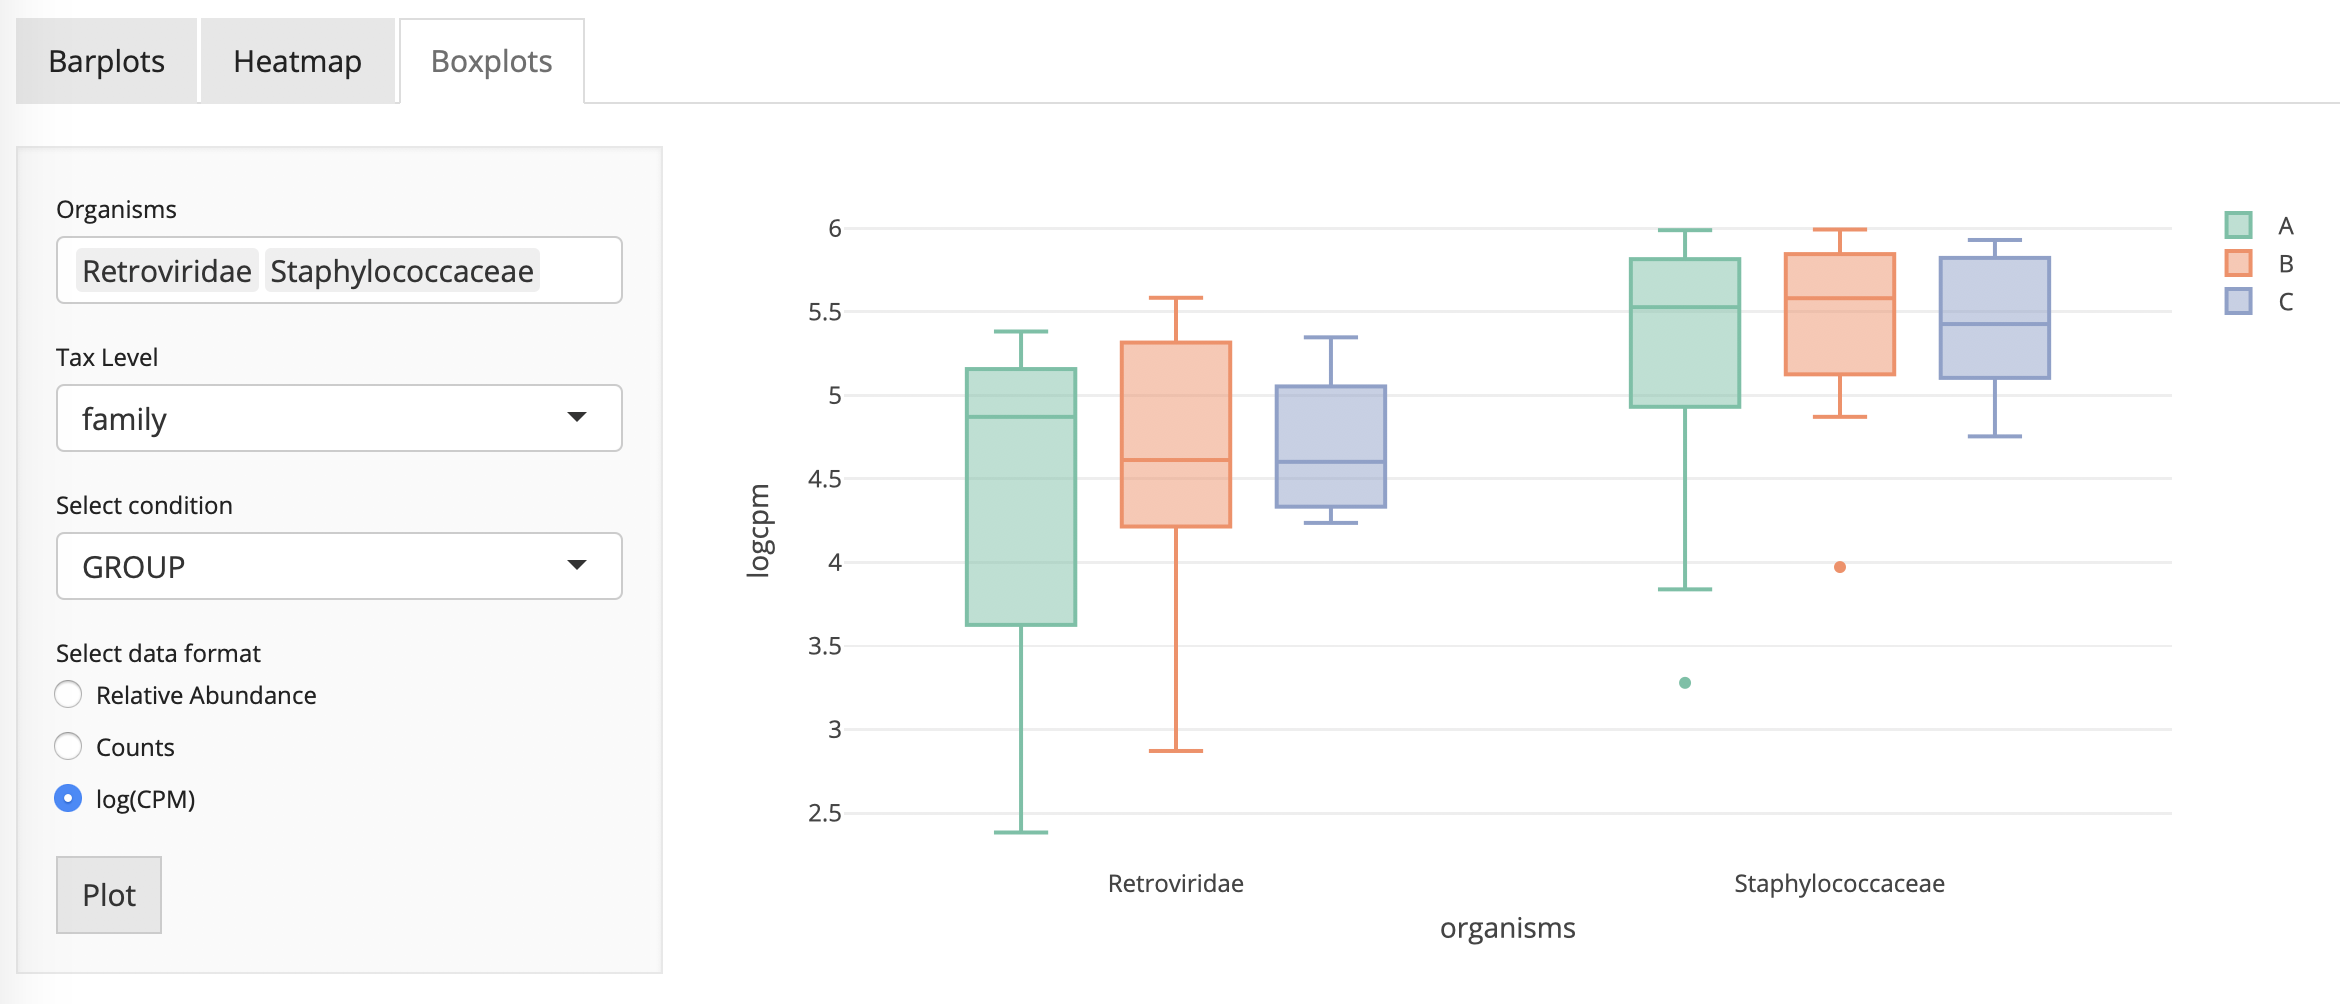 Barplots Heatmap Boxplots
Organisms
Retroviridae Staphylococcaceae
Tax Level
family
Select condition
GROUP
Select data format
Relative Abundance
Counts
log(CPM)
Plot
logcpm
6
5.5
5
4.5
4
3.5
3
2.5
Retroviridae Staphylococcaceae
organisms
A
B
C